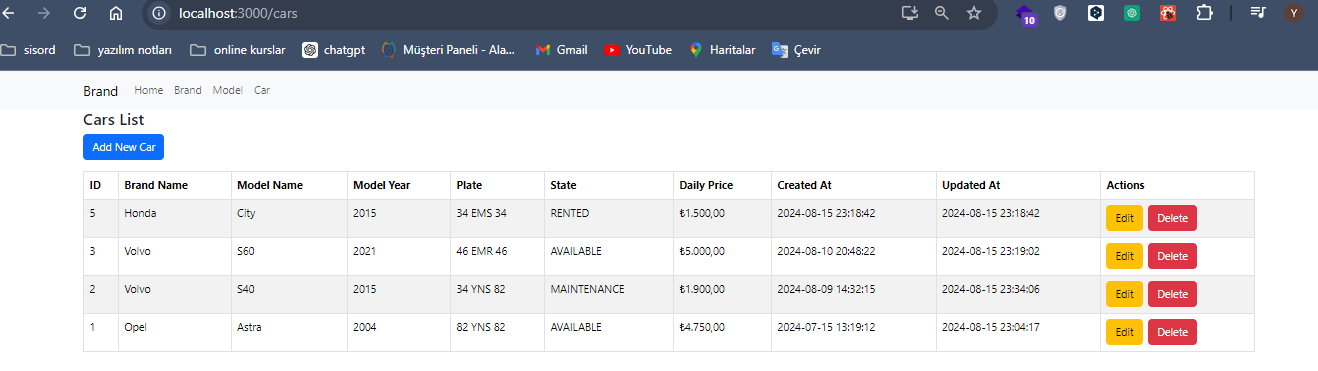 localhost:3000/cars
10
Y
sisord yazılım notları online kurslar chatgpt Müşteri Paneli - Ala... Gmail YouTube Haritalar Çevir
Brand Home Brand Model Car
Cars List
Add New Car
ID Brand Name Model Name Model Year Plate State Daily Price Created At Updated At Actions
5 Honda City 2015 34 EMS 34 RENTED ₺1.500,00 2024-08-15 23:18:42 2024-08-15 23:18:42 Edit Delete
3 Volvo S60 2021 46 EMR 46 AVAILABLE ₺5.000,00 2024-08-10 20:48:22 2024-08-15 23:19:02 Edit Delete
2 Volvo S40 2015 34 YNS 82 MAINTENANCE ₺1.900,00 2024-08-09 14:32:15 2024-08-15 23:34:06 Edit Delete
1 Opel Astra 2004 82 YNS 82 AVAILABLE ₺4.750,00 2024-07-15 13:19:12 2024-08-15 23:04:17 Edit Delete